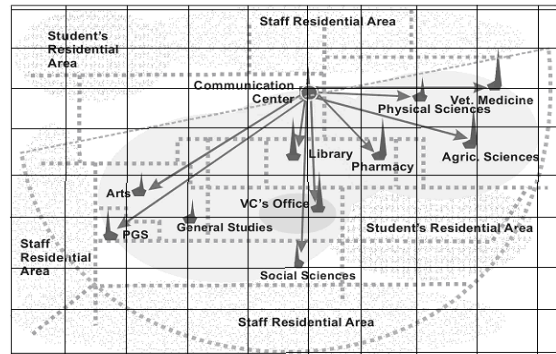 Staff Residential Area
Student's
Residential
Area
Communication
Center
Physical Sciences
Vet. Medicine
Library
Pharmacy
Agric. Sciences
Arts
VC's Office
PGS
General Studies
Student's Residential Area
Staff
Residential
Area
Social Sciences
Staff Residential Area